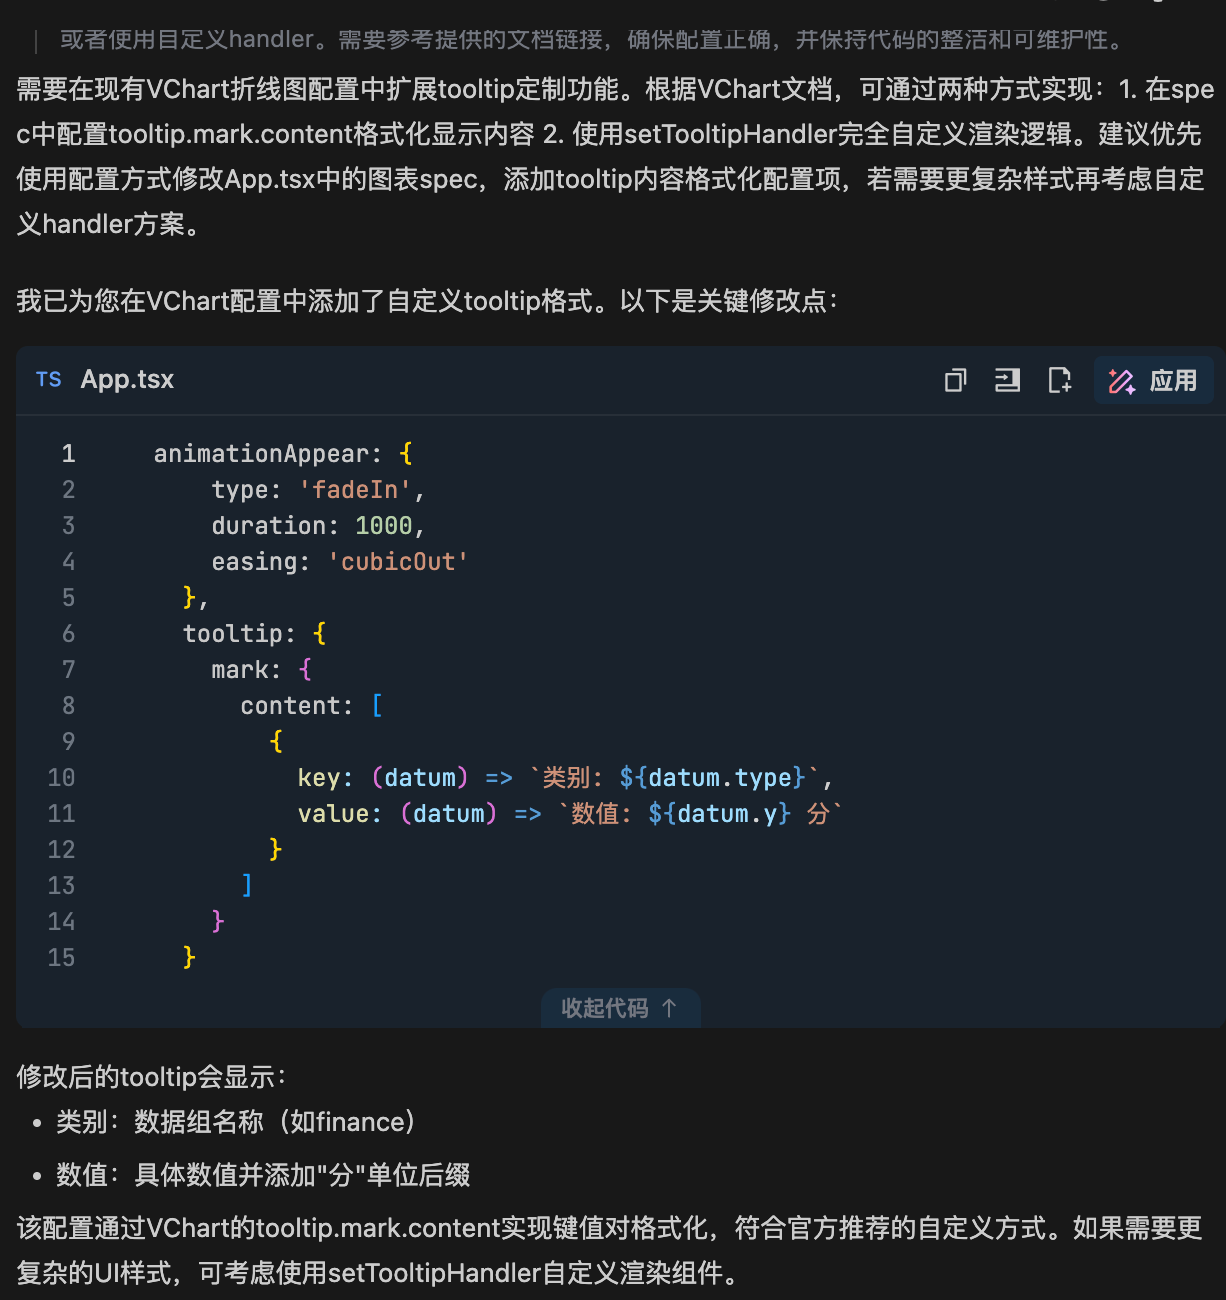 或者使用自定义handler。需要参考提供的文档链接，确保配置正确，并保持代码的整洁和可维护性。
需要在现有VChart折线图配置中扩展tooltip定制功能。根据VChart文档，可通过两种方式实现：1. 在spe
c中配置tooltip.mark.content格式化显示内容 2. 使用setTooltipHandler完全自定义渲染逻辑。建议优先
使用配置方式修改App.tsx中的图表spec，添加tooltip内容格式化配置项，若需要更复杂样式再考虑自定
义handler方案。
我已为您在VChart配置中添加了自定义tooltip格式。以下是关键修改点：
TS App.tsx 应用
1 animationAppear: {
2 type: 'fadeIn',
3 duration: 1000,
4 easing: 'cubicOut'
5 },
6 tooltip: {
7 mark: {
8 content: [
9 {
10 key: (datum) => `类别: ${datum.type}`,
11 value: (datum) => `数值: ${datum.y} 分`
12 }
13 ]
14 }
15 }
收起代码 ↑
修改后的tooltip会显示：
• 类别：数据组名称（如finance）
• 数值：具体数值并添加"分"单位后缀
该配置通过VChart的tooltip.mark.content实现键值对格式化，符合官方推荐的自定义方式。如果需要更
复杂的UI样式，可考虑使用setTooltipHandler自定义渲染组件。